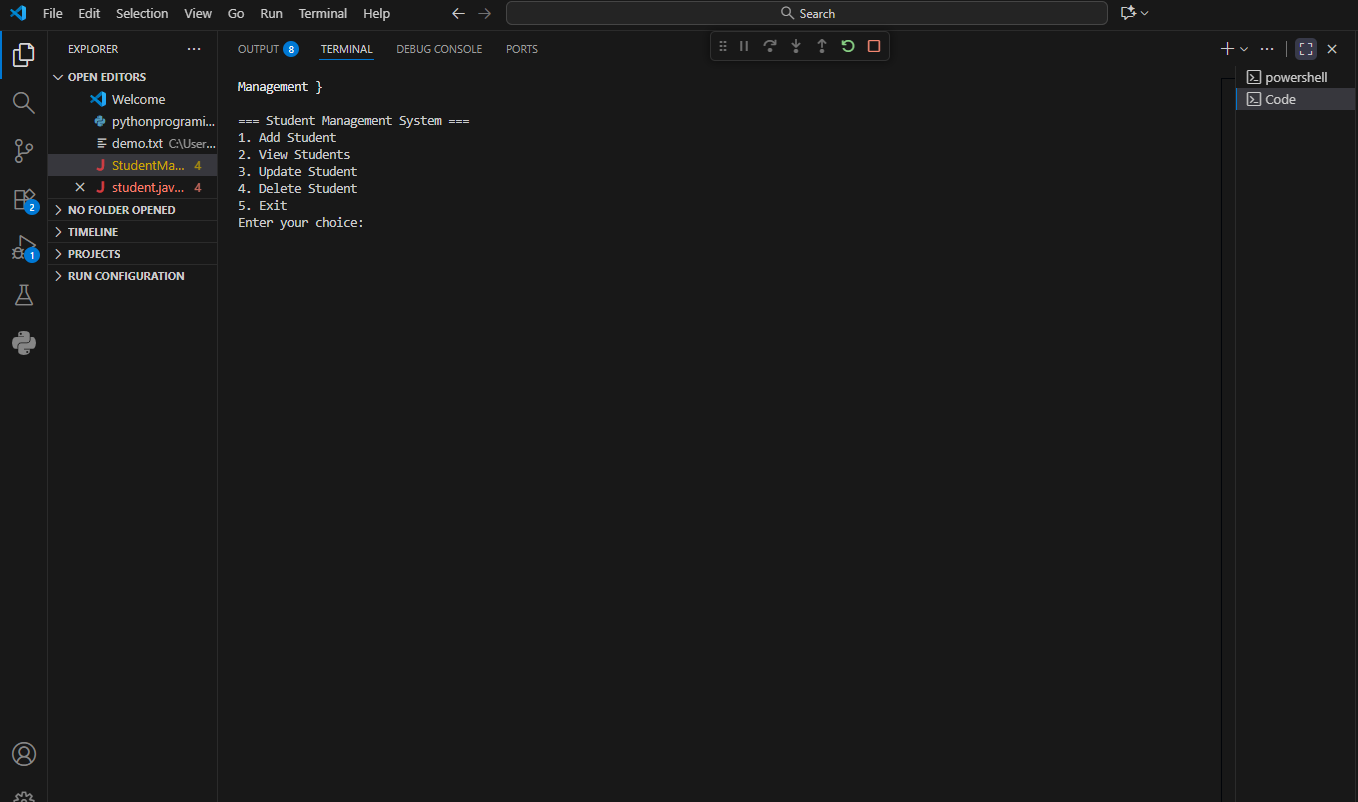 File Edit Selection View Go Run Terminal Help Search
EXPLORER ...
OPEN EDITORS
Welcome
pythonprogrami...
demo.txt C:\User...
StudentMa... 4
student.jav... 4
NO FOLDER OPENED
TIMELINE
PROJECTS
RUN CONFIGURATION
2
1
OUTPUT 8 TERMINAL DEBUG CONSOLE PORTS
Management }
=== Student Management System ===
1. Add Student
2. View Students
3. Update Student
4. Delete Student
5. Exit
Enter your choice:
powershell
Code